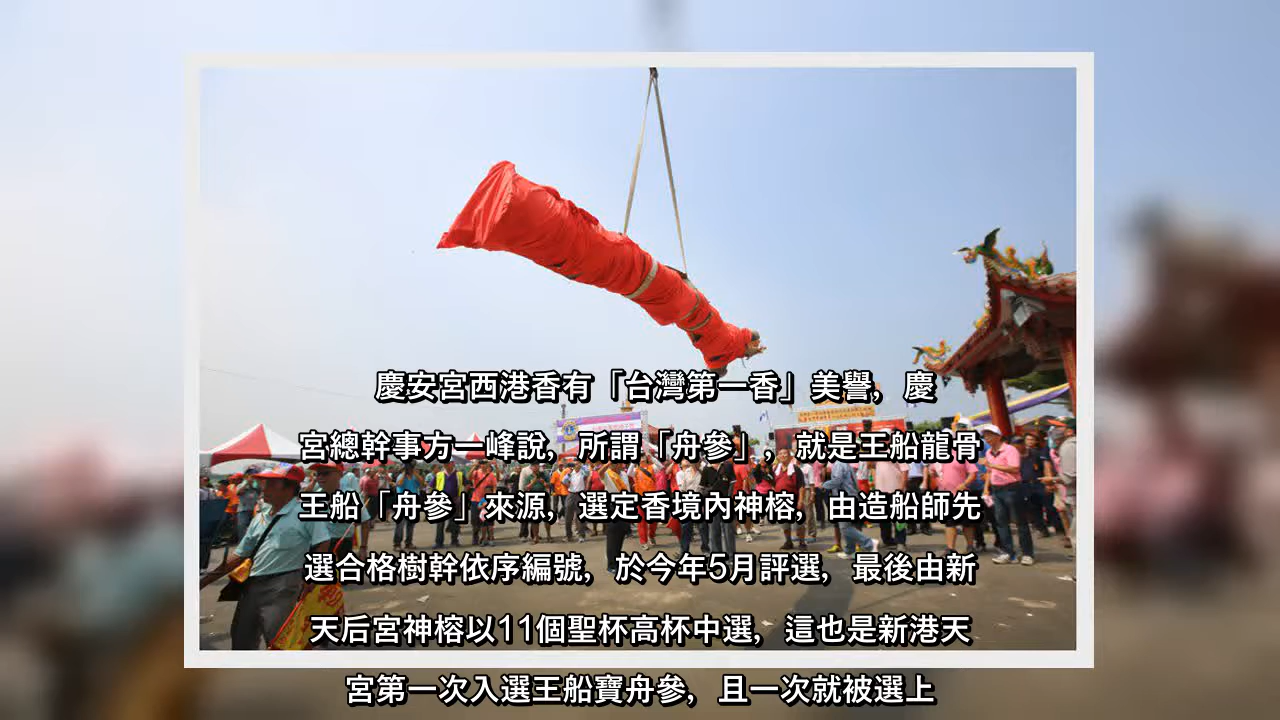 慶安宮西港香有「台灣第一香」美譽，慶
宮總幹事方一峰說，所謂「舟參」，就是王船龍骨
王船「舟參」來源，選定香境內神榕，由造船師先
選合格樹幹依序編號，於今年5月評選，最後由新
天后宮神榕以11個聖杯高杯中選，這也是新港天
宮第一次入選王船寶舟參，且一次就被選上